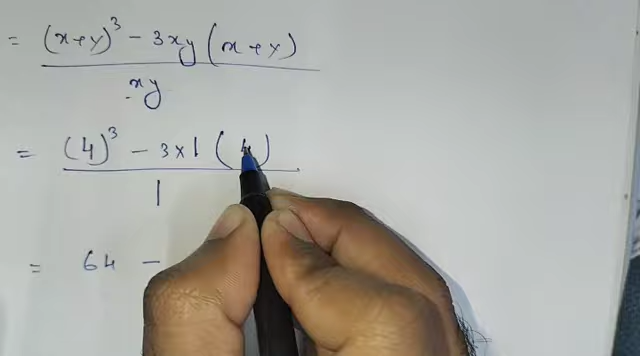 = (x+y)³ - 3xy (x+y)
xy
= (4)³ - 3×1 (4)
1
= 64 -